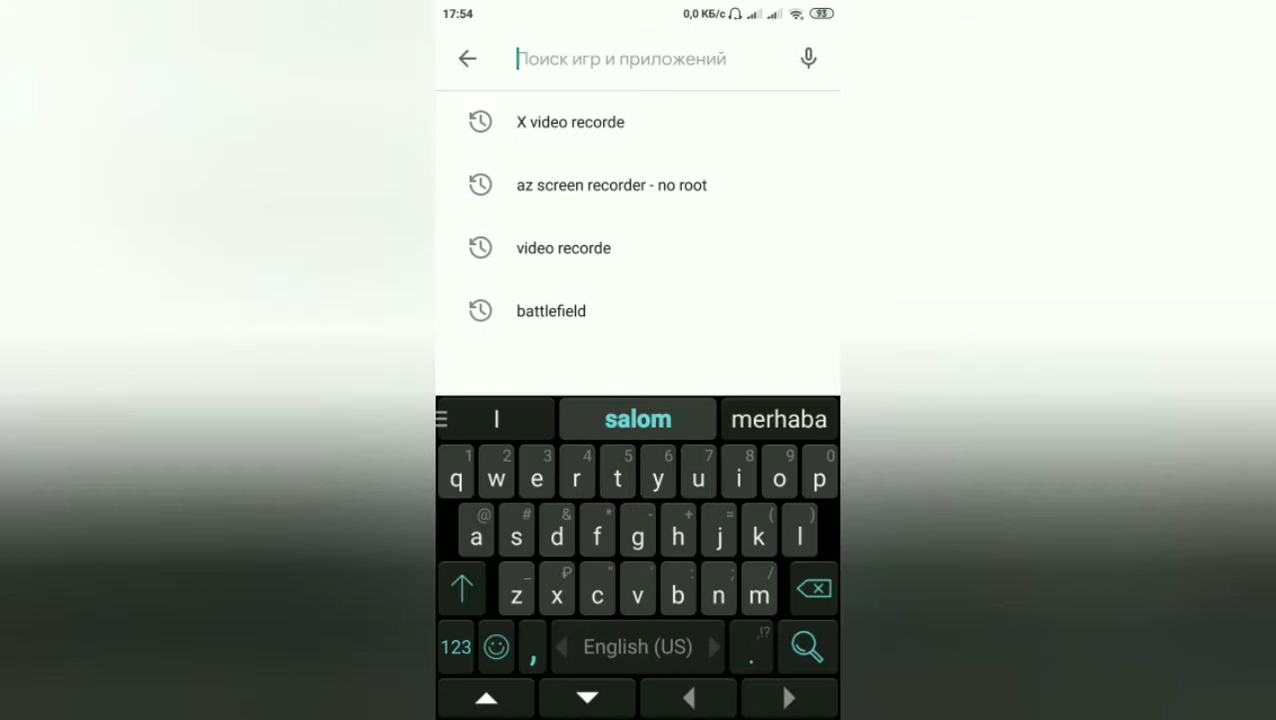 17:54 0,0 КБ/с 93
Поиск игр и приложений
X video recorde
az screen recorder - no root
video recorde
battlefield
I salom merhaba
1 2 3 4 5 6 7 8 9 0
q w e r t y u i o p
@ # & * - + = ( )
a s d f g h j k l
_ ₽ " ' : ; /
z x c v b n m
123 , English (US) ,!? .